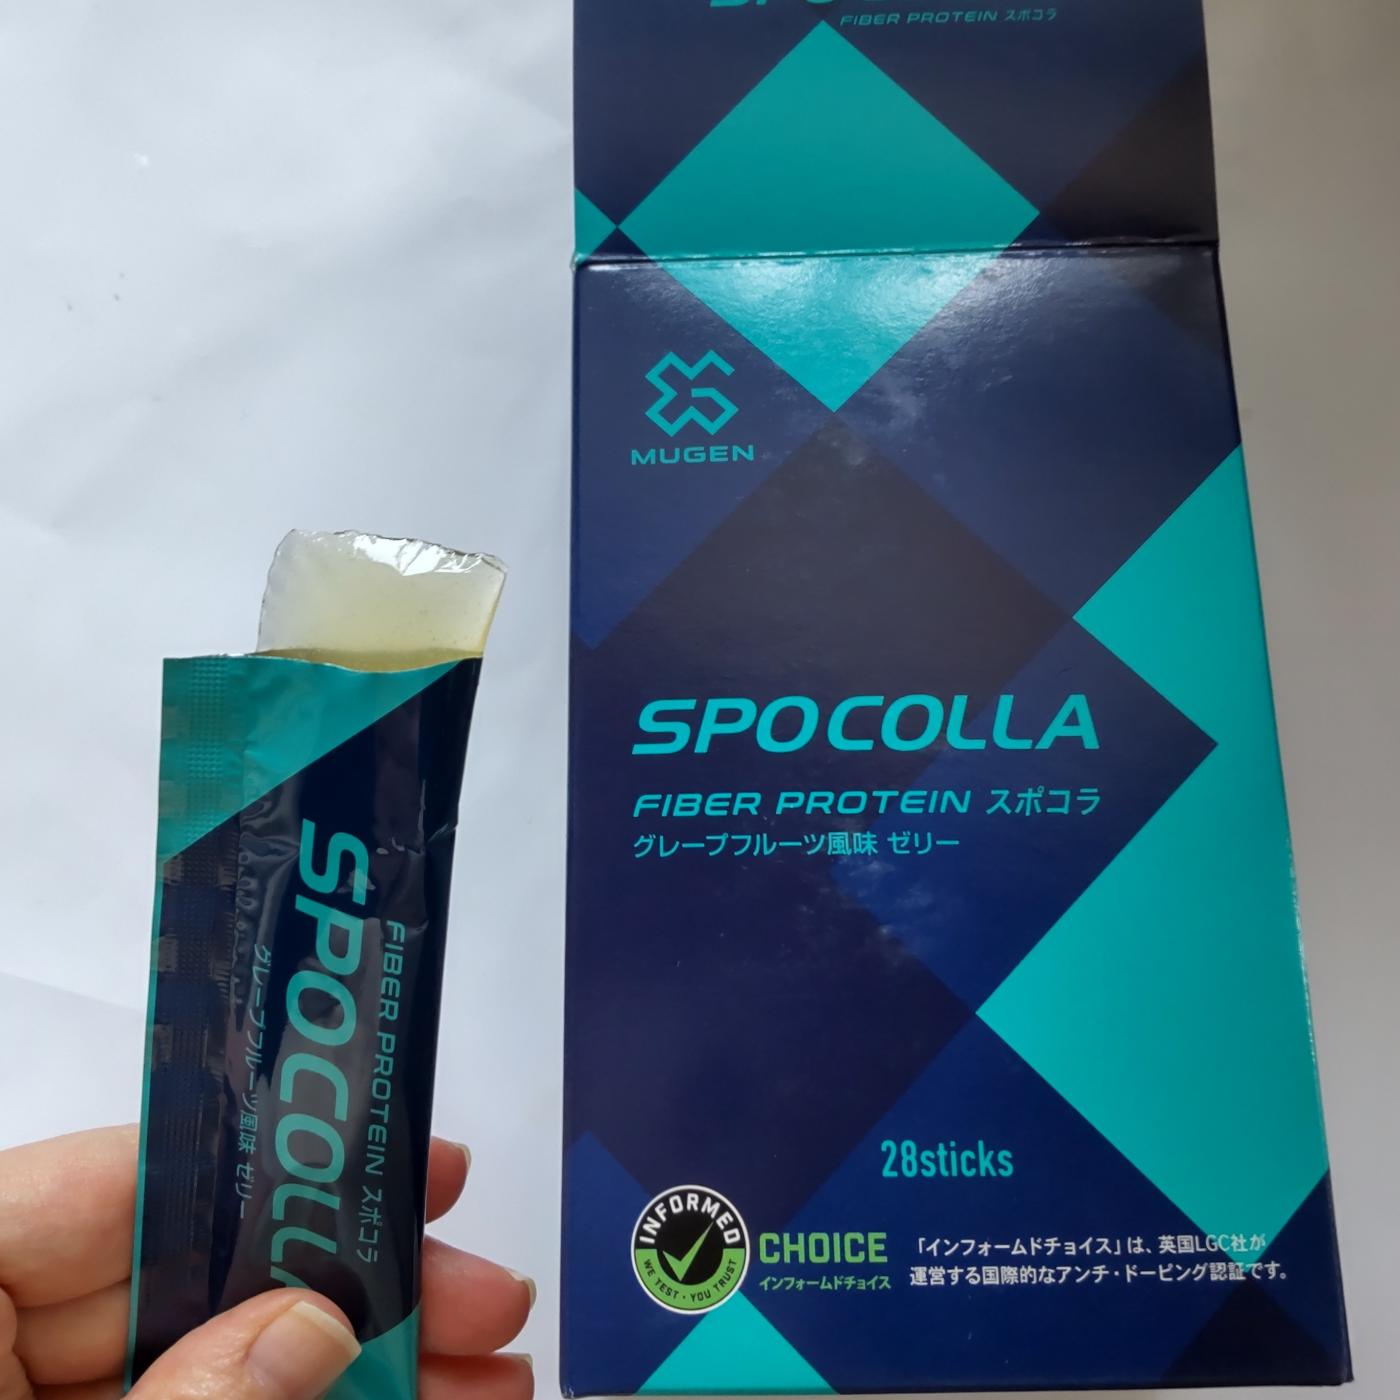 FIBER PROTEIN スポコラ
MUGEN
SPOCOLLA
FIBER PROTEIN スポコラ
グレープフルーツ風味 ゼリー
28sticks
INFORMED
WE TEST・YOU TRUST
CHOICE
インフォームドチョイス
「インフォームドチョイス」は、英国LGC社が
運営する国際的なアンチ・ドーピング認証です。
FIBER PROTEIN スポコラ
SPOCOLLA
グレープフルーツ風味 ゼリー